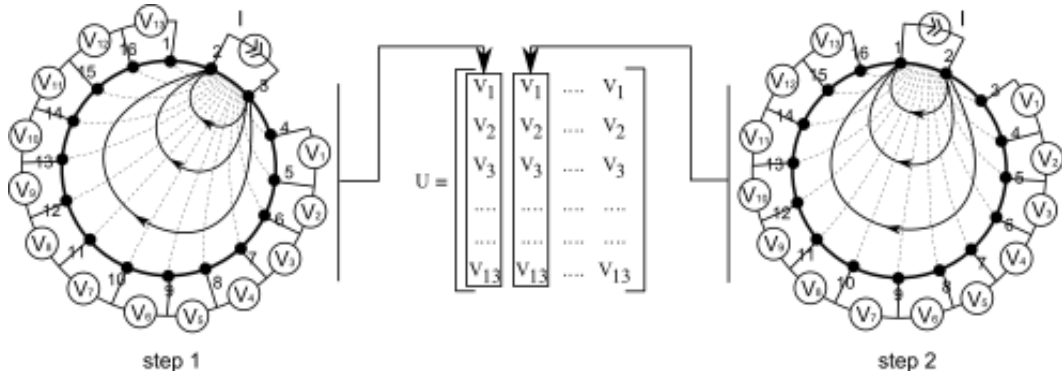 V13 I
V12 16 1 2 3
V11 15 4 V1
V10 14 5 V2
V9 13 6 V3
V8 12 7 V4
V7 11 10 9 8 V5
V6
step 1
U ≡
V1 V1 .... V1
V2 V2 .... V2
V3 V3 .... V3
.... .... .... ....
.... .... .... ....
V13 V13 .... V13
I
V13 16 1 2 3 V1
V12 15 4 V2
V11 14 5 V3
V10 13 6 V4
V9 12 7 V5
V8 11 10 9 8 V6
V7
step 2